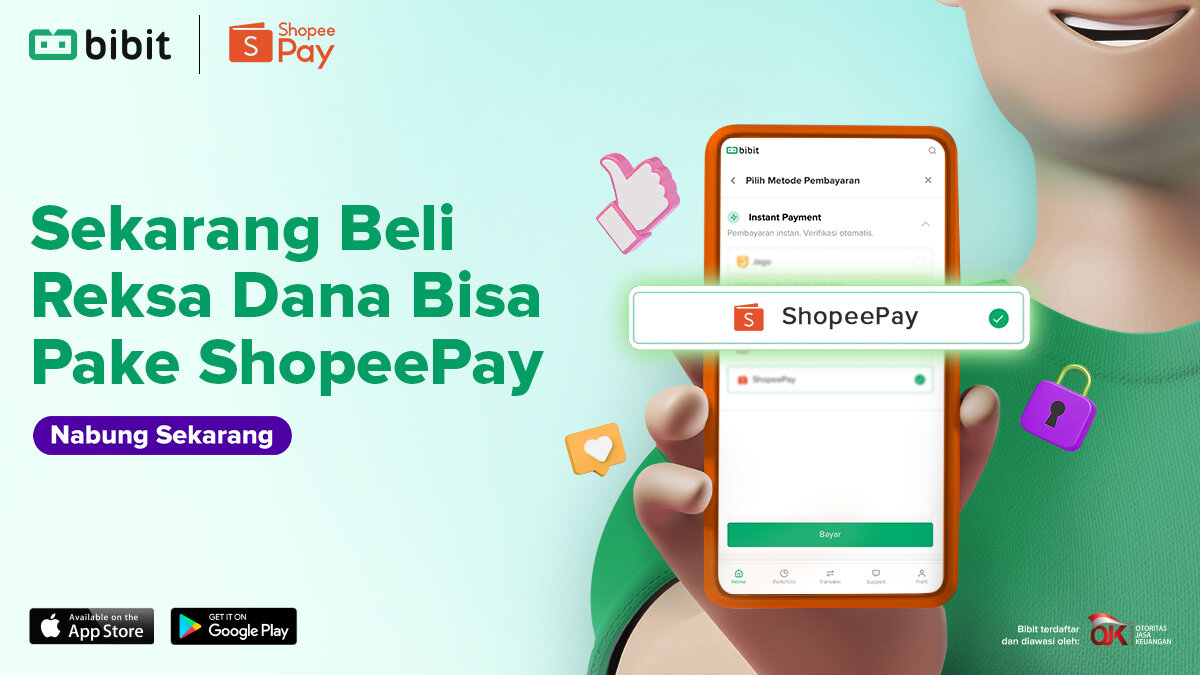 bibit
Shopee
Pay
Sekarang Beli
Reksa Dana Bisa
Pake ShopeePay
Nabung Sekarang
Available on the
App Store
GET IT ON
Google Play
bibit
Pilih Metode Pembayaran
Instant Payment
Pembayaran instan. Verifikasi otomatis.
Jago
S ShopeePay
ShopeePay
Bayar
Home
Portofolio
Transaksi
Support
Profil
Bibit terdaftar
dan diawasi oleh:
OJK
OTORITAS
JASA
KEUANGAN